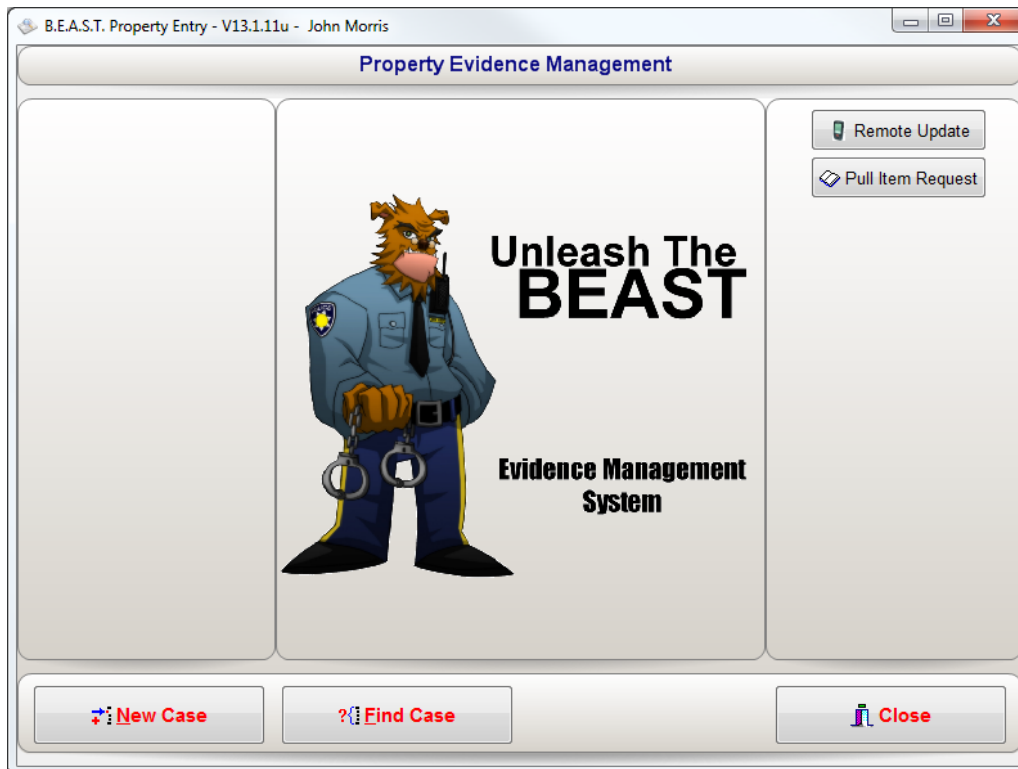 B.E.A.S.T. Property Entry - V13.1.11u - John Morris
Property Evidence Management
Remote Update
Pull Item Request
Unleash The
BEAST
Evidence Management
System
New Case
Find Case
Close